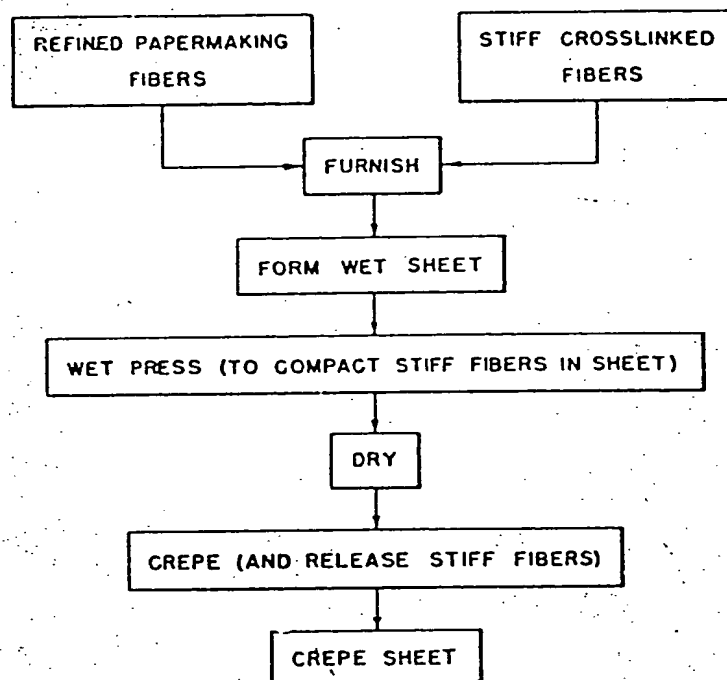 REFINED PAPERMAKING
FIBERS
STIFF CROSSLINKED
FIBERS
FURNISH
FORM WET SHEET
WET PRESS (TO COMPACT STIFF FIBERS IN SHEET)
DRY
CREPE (AND RELEASE STIFF FIBERS)
CREPE SHEET